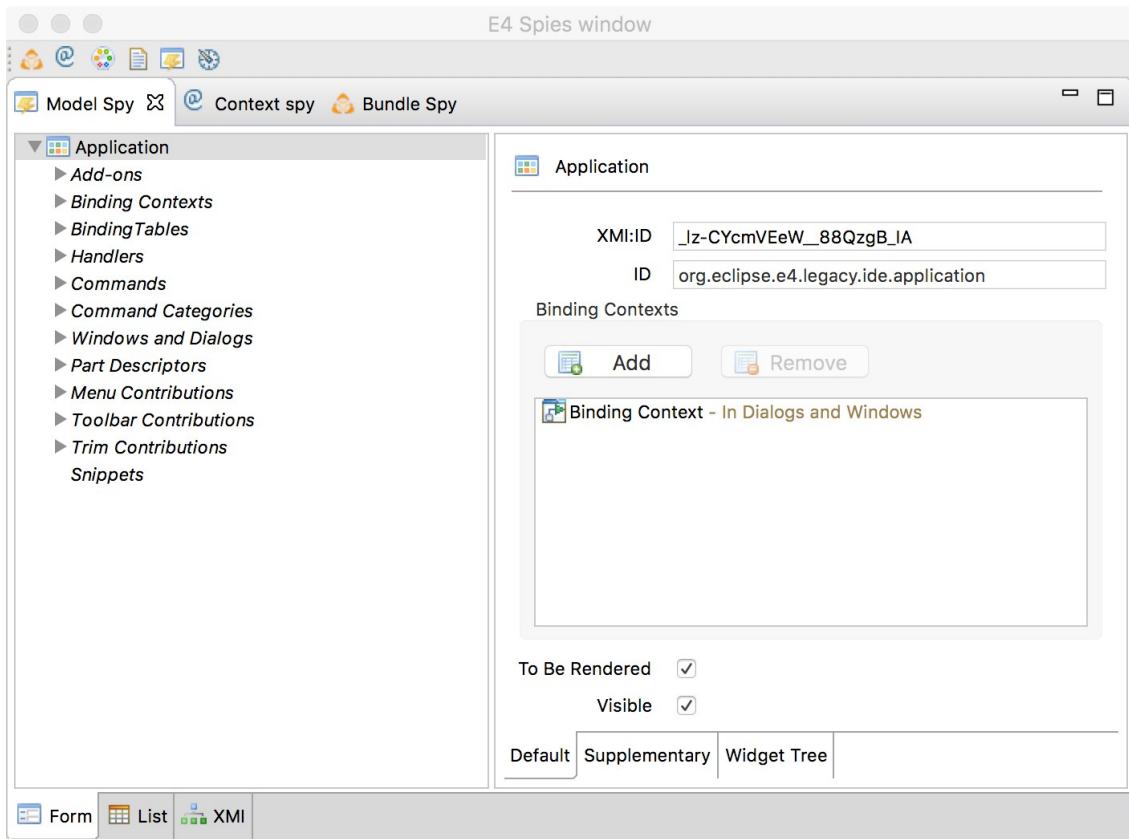 E4 Spies window
Model Spy Context spy Bundle Spy
Application
Add-ons
Binding Contexts
BindingTables
Handlers
Commands
Command Categories
Windows and Dialogs
Part Descriptors
Menu Contributions
Toolbar Contributions
Trim Contributions
Snippets
Application
XMI:ID _lz-CYcmVEeW__88QzgB_lA
ID org.eclipse.e4.legacy.ide.application
Binding Contexts
Add Remove
Binding Context - In Dialogs and Windows
To Be Rendered
Visible
Default Supplementary Widget Tree
Form List XMI